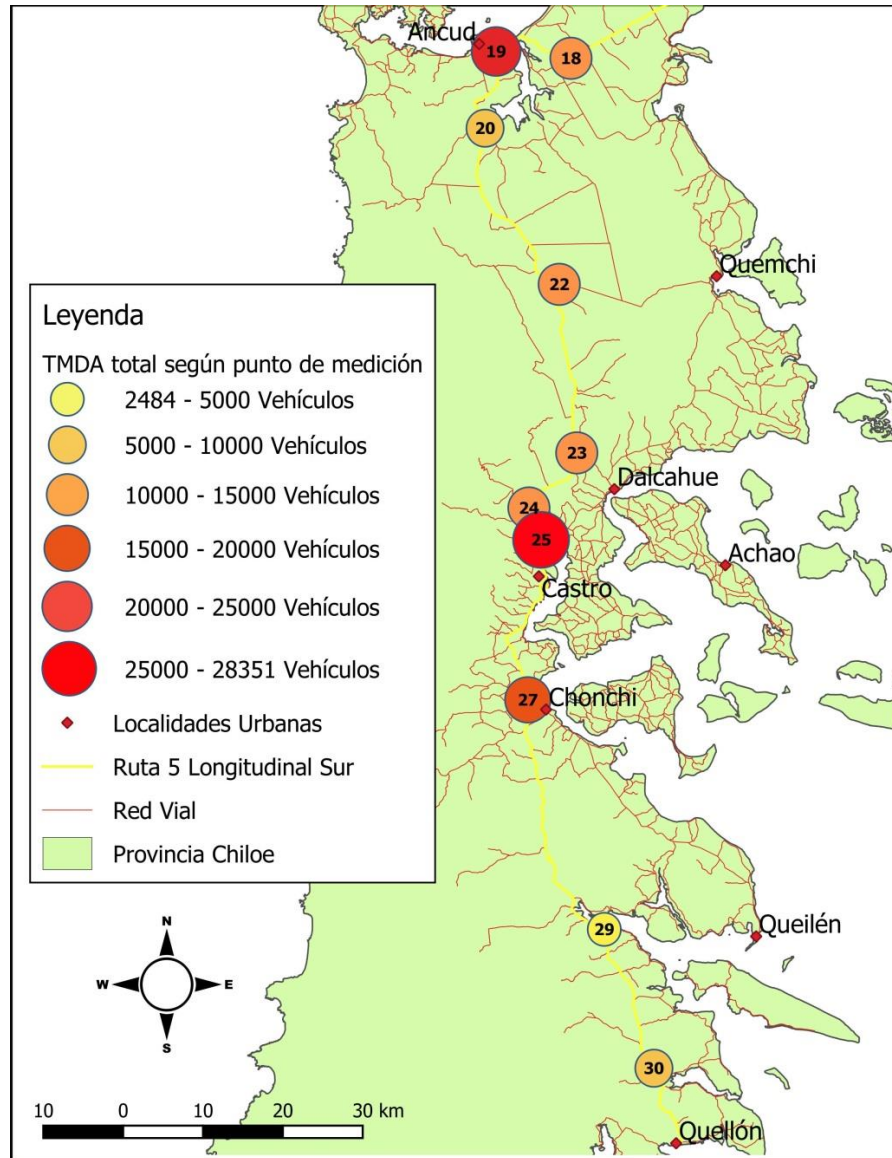 Ancud
19
18
20
Quemchi
22
Leyenda
TMDA total según punto de medición
2484 - 5000 Vehículos
5000 - 10000 Vehículos
10000 - 15000 Vehículos
15000 - 20000 Vehículos
20000 - 25000 Vehículos
25000 - 28351 Vehículos
Localidades Urbanas
Ruta 5 Longitudinal Sur
Red Vial
Provincia Chiloe
23
Dalcahue
24
25
Achao
Castro
27
Chonchi
29
Queilén
N
W E
S
30
10 0 10 20 30 km
Quellón